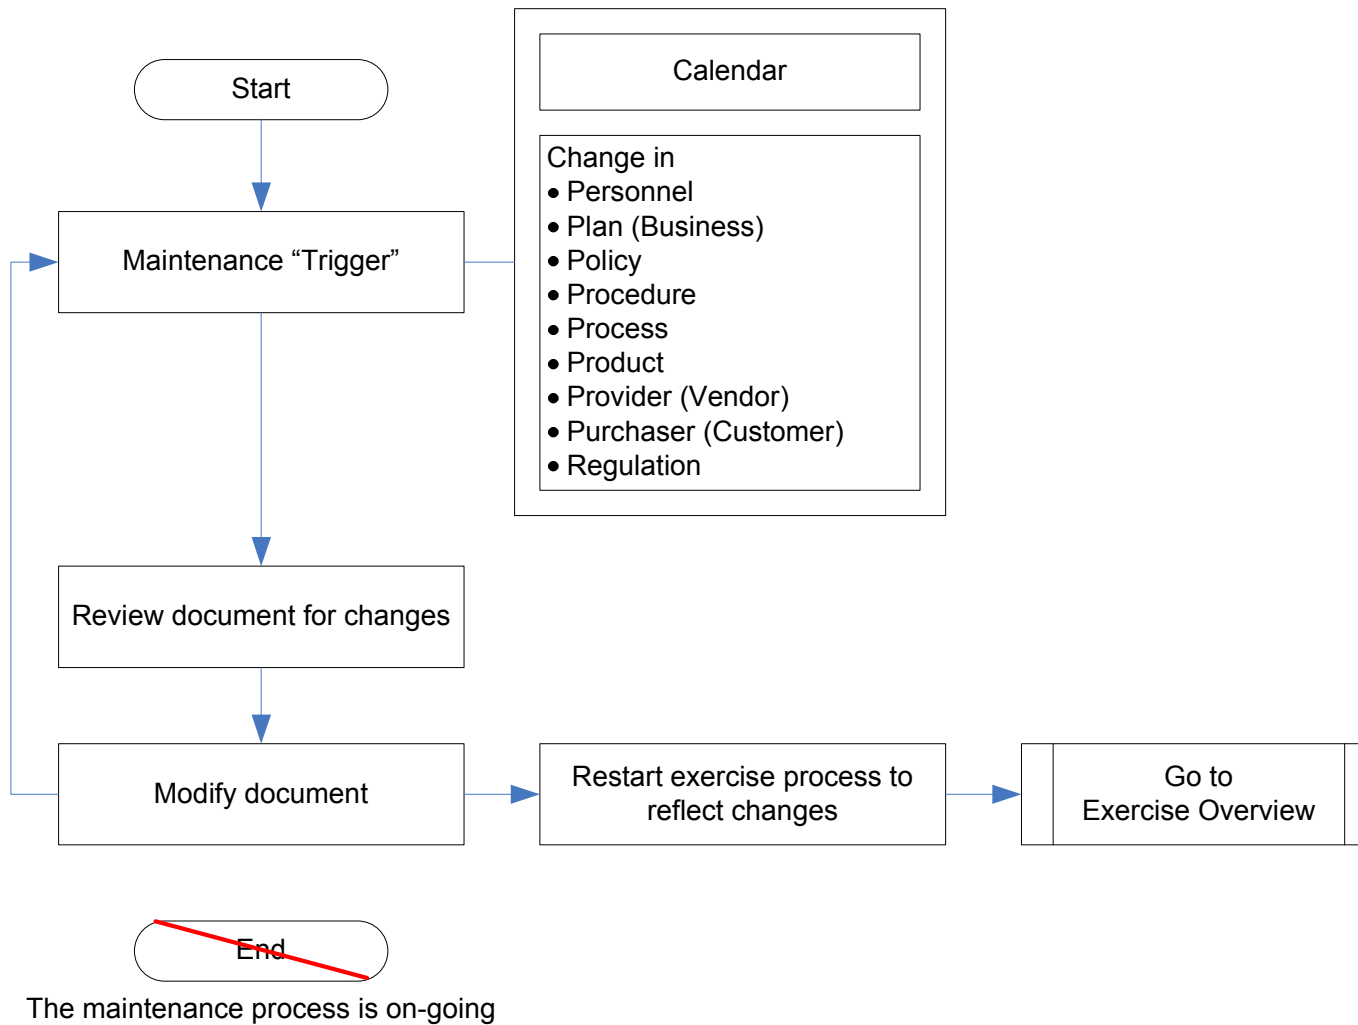 Start
Calendar
Maintenance “Trigger”
Change in
• Personnel
• Plan (Business)
• Policy
• Procedure
• Process
• Product
• Provider (Vendor)
• Purchaser (Customer)
• Regulation
Review document for changes
Modify document
Restart exercise process to
reflect changes
Go to
Exercise Overview
End
The maintenance process is on-going